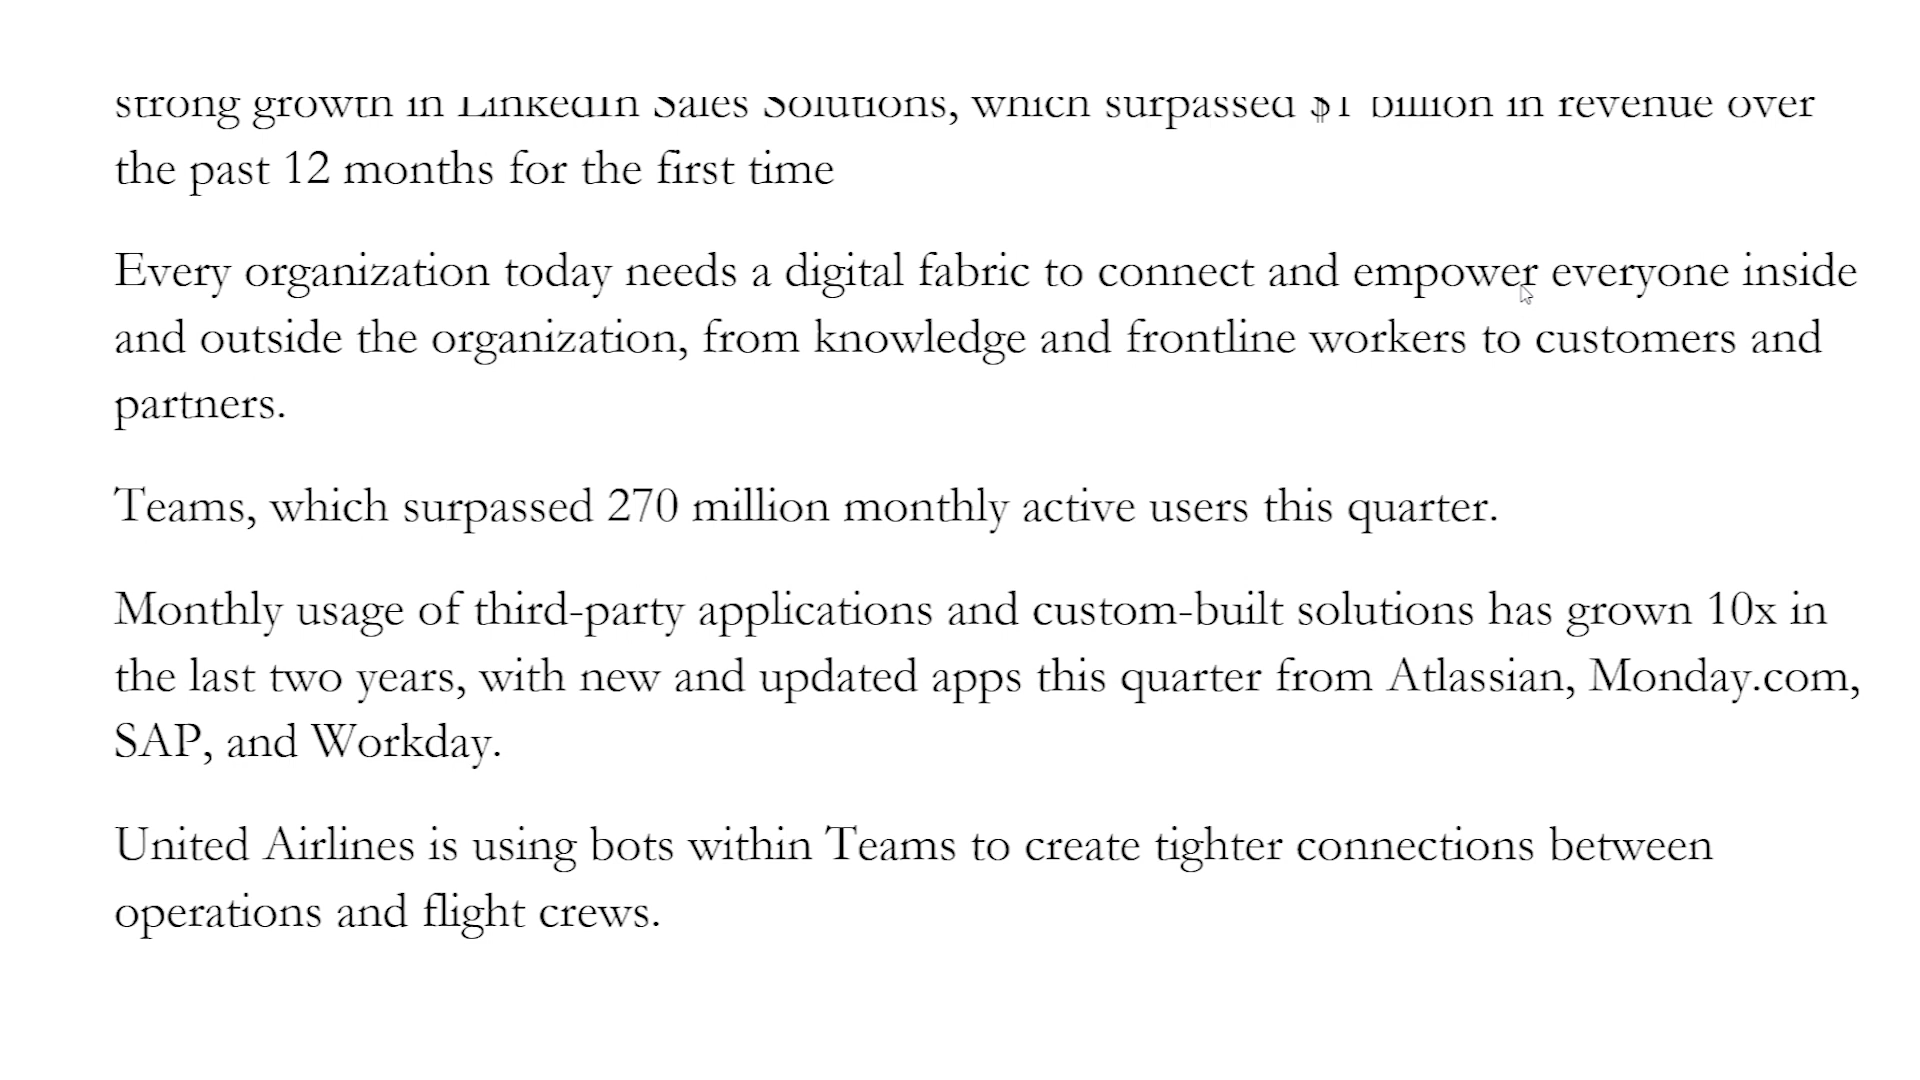 strong growth in LinkedIn Sales Solutions, which surpassed $1 billion in revenue over
the past 12 months for the first time
Every organization today needs a digital fabric to connect and empower everyone inside
and outside the organization, from knowledge and frontline workers to customers and
partners.
Teams, which surpassed 270 million monthly active users this quarter.
Monthly usage of third-party applications and custom-built solutions has grown 10x in
the last two years, with new and updated apps this quarter from Atlassian, Monday.com,
SAP, and Workday.
United Airlines is using bots within Teams to create tighter connections between
operations and flight crews.